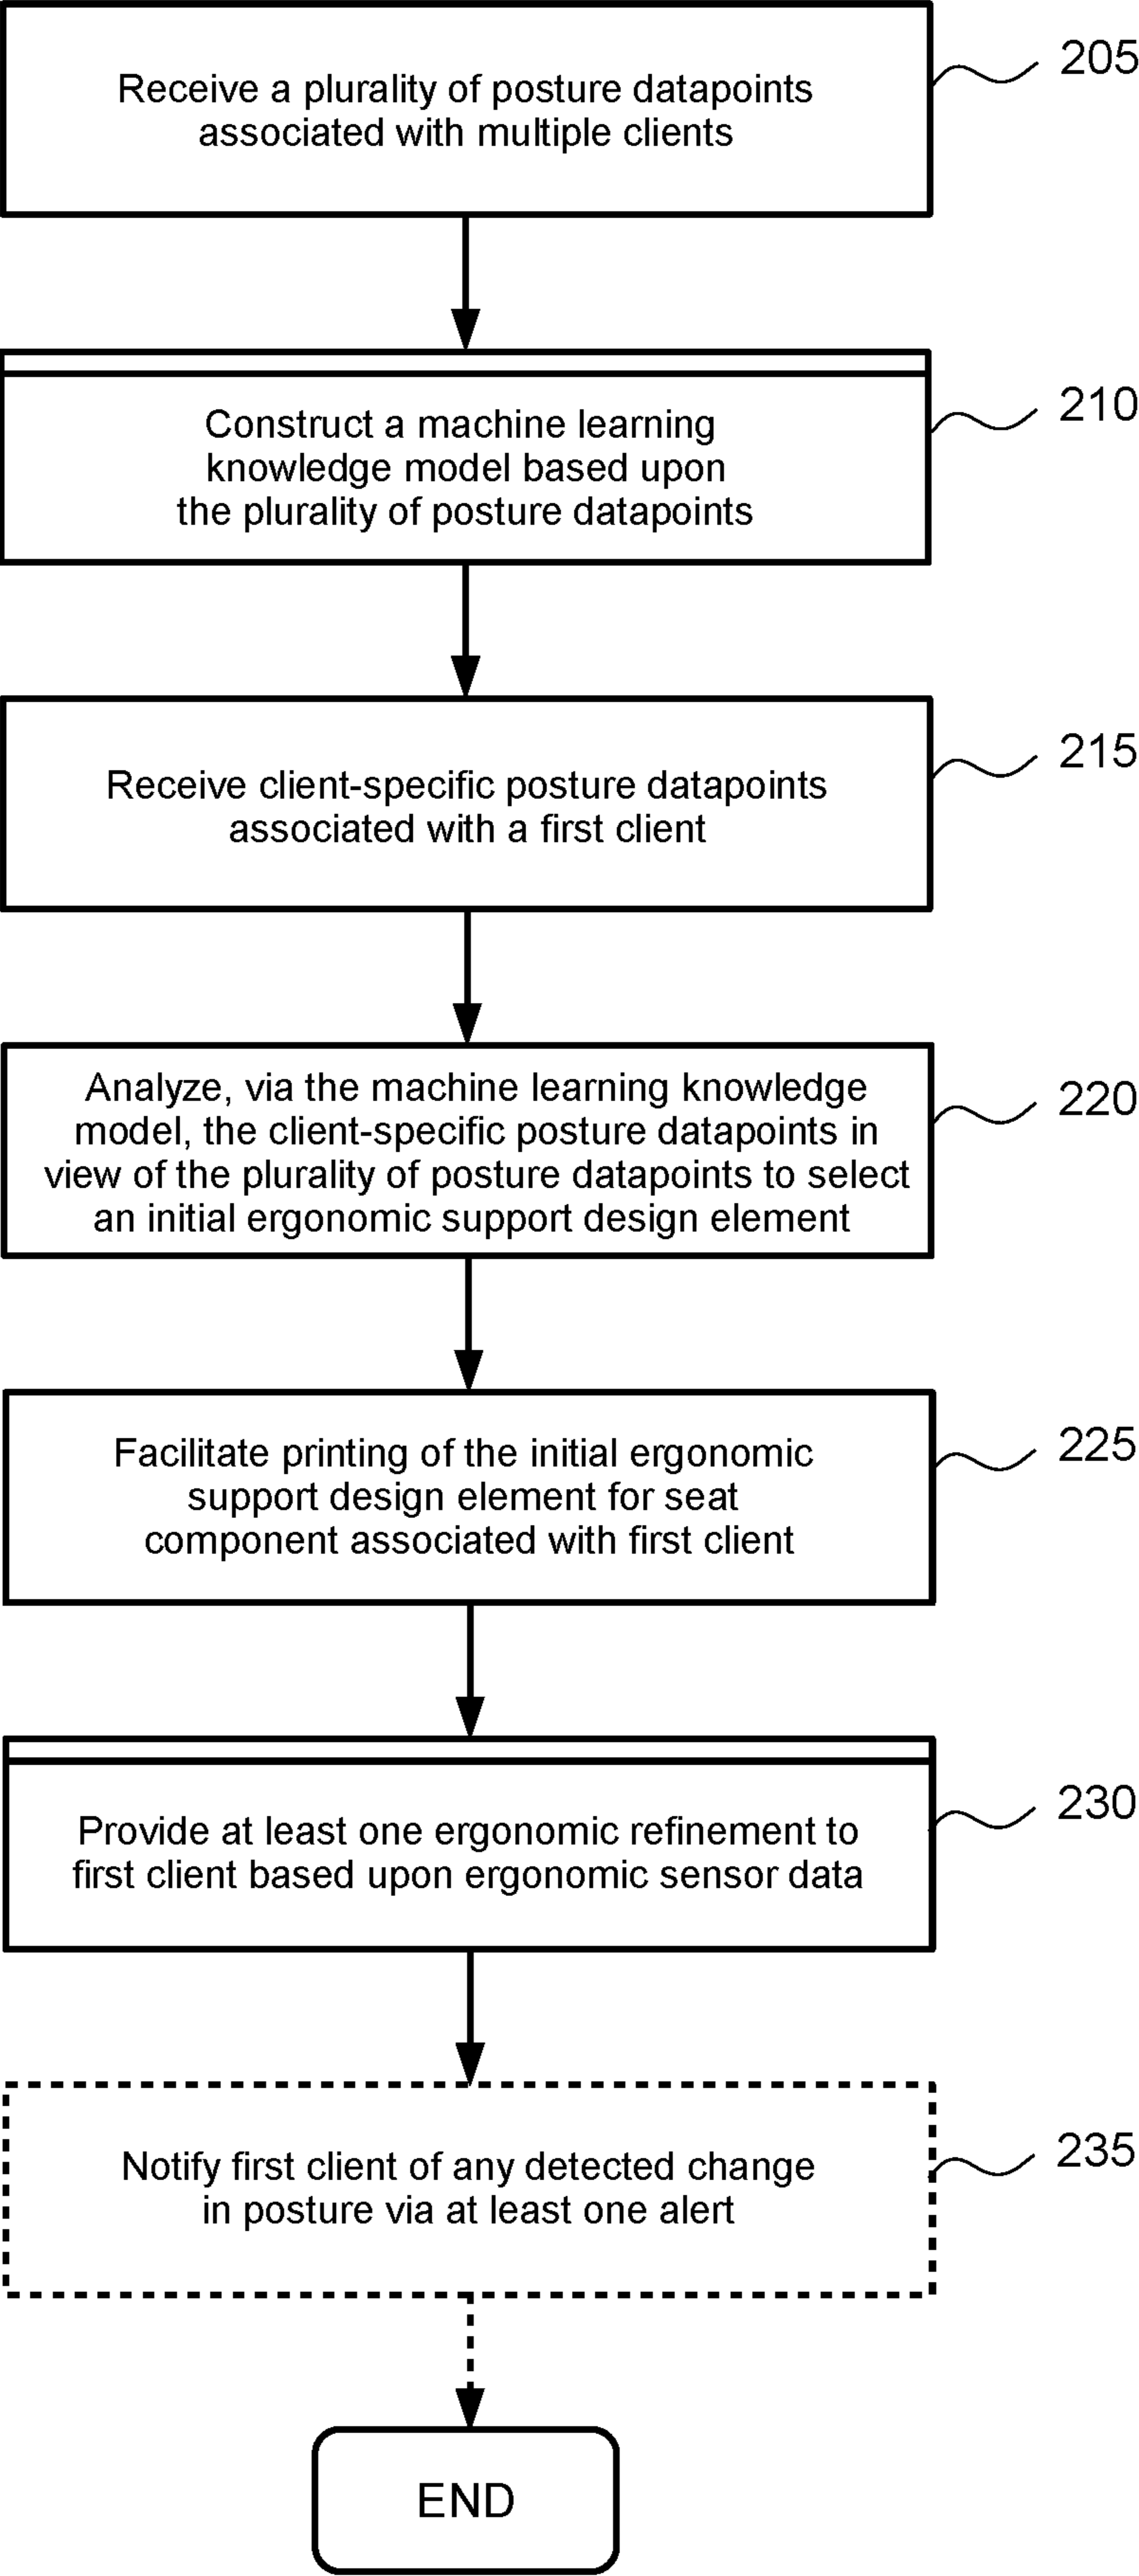 Receive a plurality of posture datapoints
associated with multiple clients
205
Construct a machine learning
knowledge model based upon
the plurality of posture datapoints
210
Receive client-specific posture datapoints
associated with a first client
215
Analyze, via the machine learning knowledge
model, the client-specific posture datapoints in
view of the plurality of posture datapoints to select
an initial ergonomic support design element
220
Facilitate printing of the initial ergonomic
support design element for seat
component associated with first client
225
Provide at least one ergonomic refinement to
first client based upon ergonomic sensor data
230
Notify first client of any detected change
in posture via at least one alert
235
END